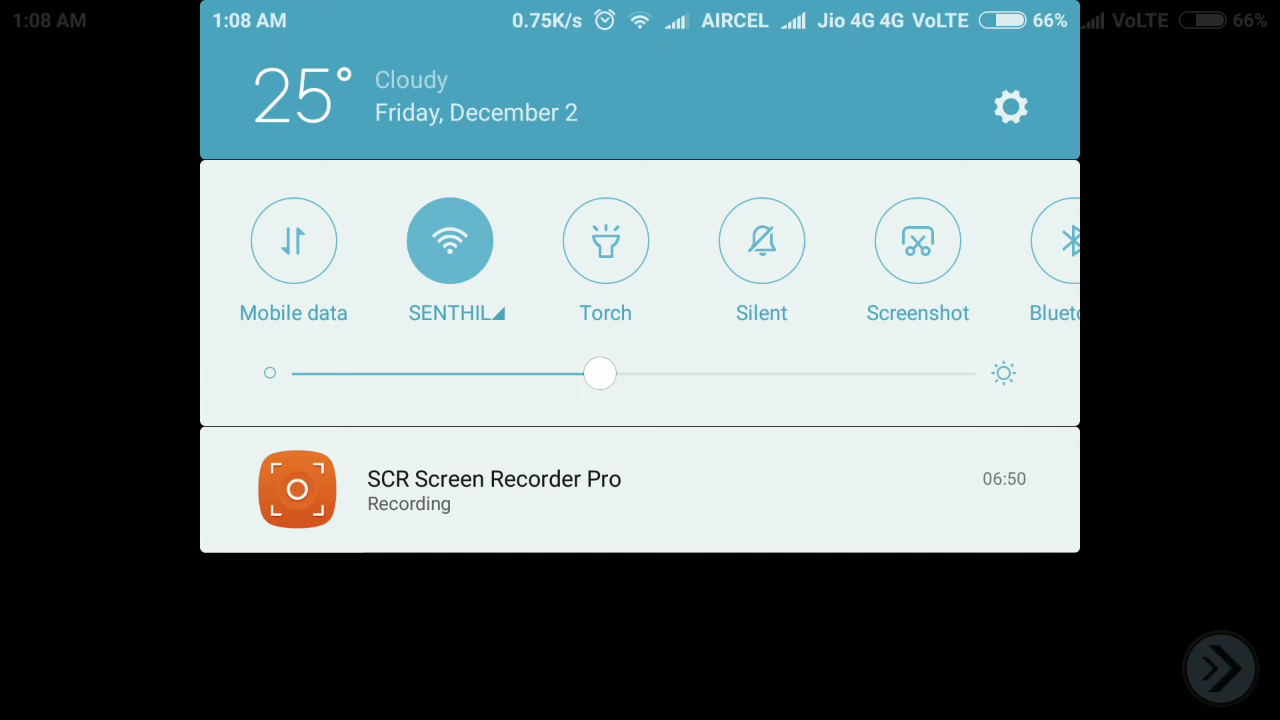 1:08 AM
1:08 AM 0.75K/s AIRCEL Jio 4G 4G VoLTE 66%
VoLTE 66%
25° Cloudy
Friday, December 2
Mobile data SENTHIL Torch Silent Screenshot Blueto
SCR Screen Recorder Pro 06:50
Recording